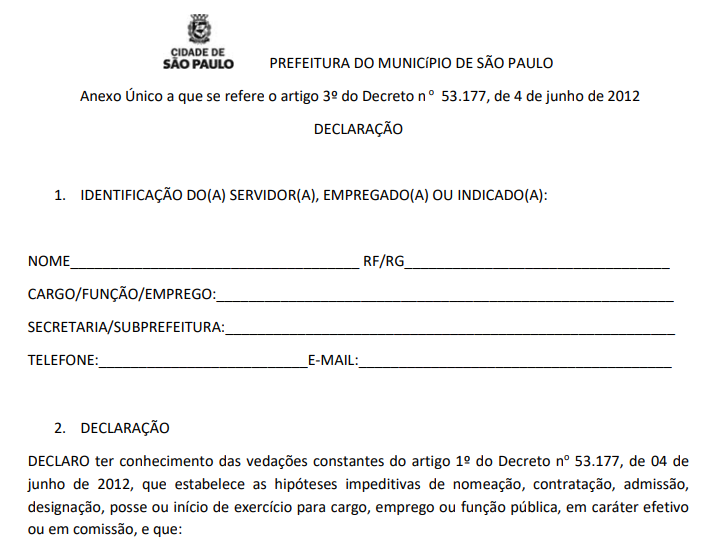 CIDADE DE
SÃO PAULO
PREFEITURA DO MUNICíPIO DE SÃO PAULO
Anexo Único a que se refere o artigo 3º do Decreto n º 53.177, de 4 de junho de 2012
DECLARAÇÃO
1. IDENTIFICAÇÃO DO(A) SERVIDOR(A), EMPREGADO(A) OU INDICADO(A):
NOME____________________________________ RF/RG_________________________________
CARGO/FUNÇÃO/EMPREGO:_________________________________________________________
SECRETARIA/SUBPREFEITURA:________________________________________________________
TELEFONE:__________________________E-MAIL:_______________________________________
2. DECLARAÇÃO
DECLARO ter conhecimento das vedações constantes do artigo 1º do Decreto nº 53.177, de 04 de
junho de 2012, que estabelece as hipóteses impeditivas de nomeação, contratação, admissão,
designação, posse ou início de exercício para cargo, emprego ou função pública, em caráter efetivo
ou em comissão, e que: